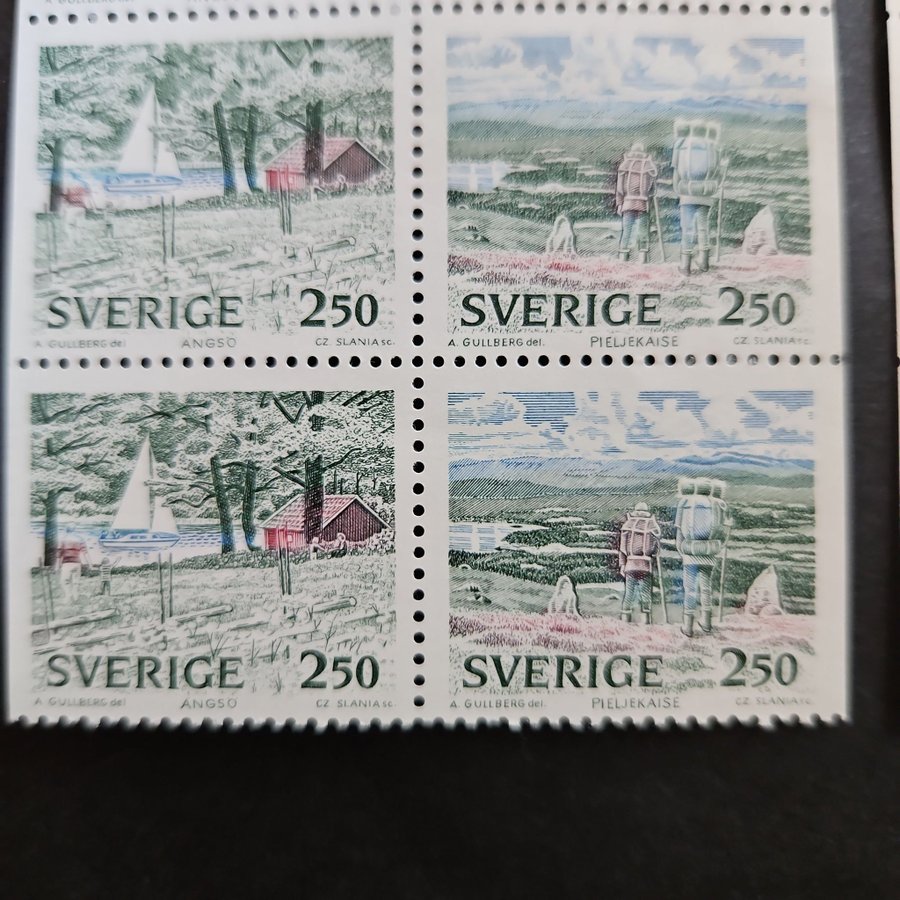 SVERIGE 250
A. GULLBERG del. ANGSÖ CZ. SLANIA sc.
SVERIGE 250
A. GULLBERG del. PIELJEKAISE CZ. SLANIA sc.
SVERIGE 250
A. GULLBERG del ANGSÖ CZ SLANIA sc.
SVERIGE 250
A. GULLBERG del. PIELJEKAISE CZ. SLANIA sc.